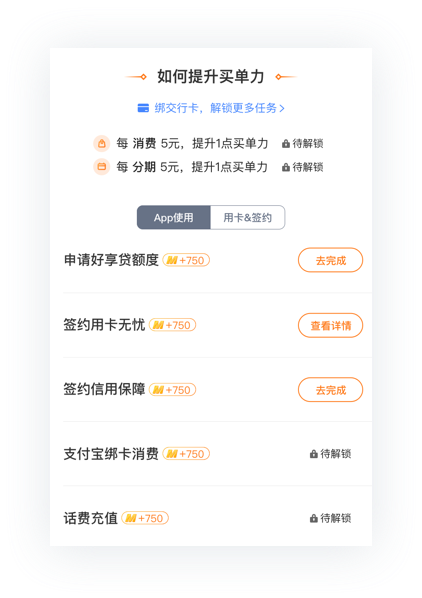 如何提升买单力
绑交行卡，解锁更多任务 >
每 消费 5元，提升1点买单力 待解锁
每 分期 5元，提升1点买单力 待解锁
App使用 用卡&签约
申请好享贷额度 M+750 去完成
签约用卡无忧 M+750 查看详情
签约信用保障 M+750 去完成
支付宝绑卡消费 M+750 待解锁
话费充值 M+750 待解锁